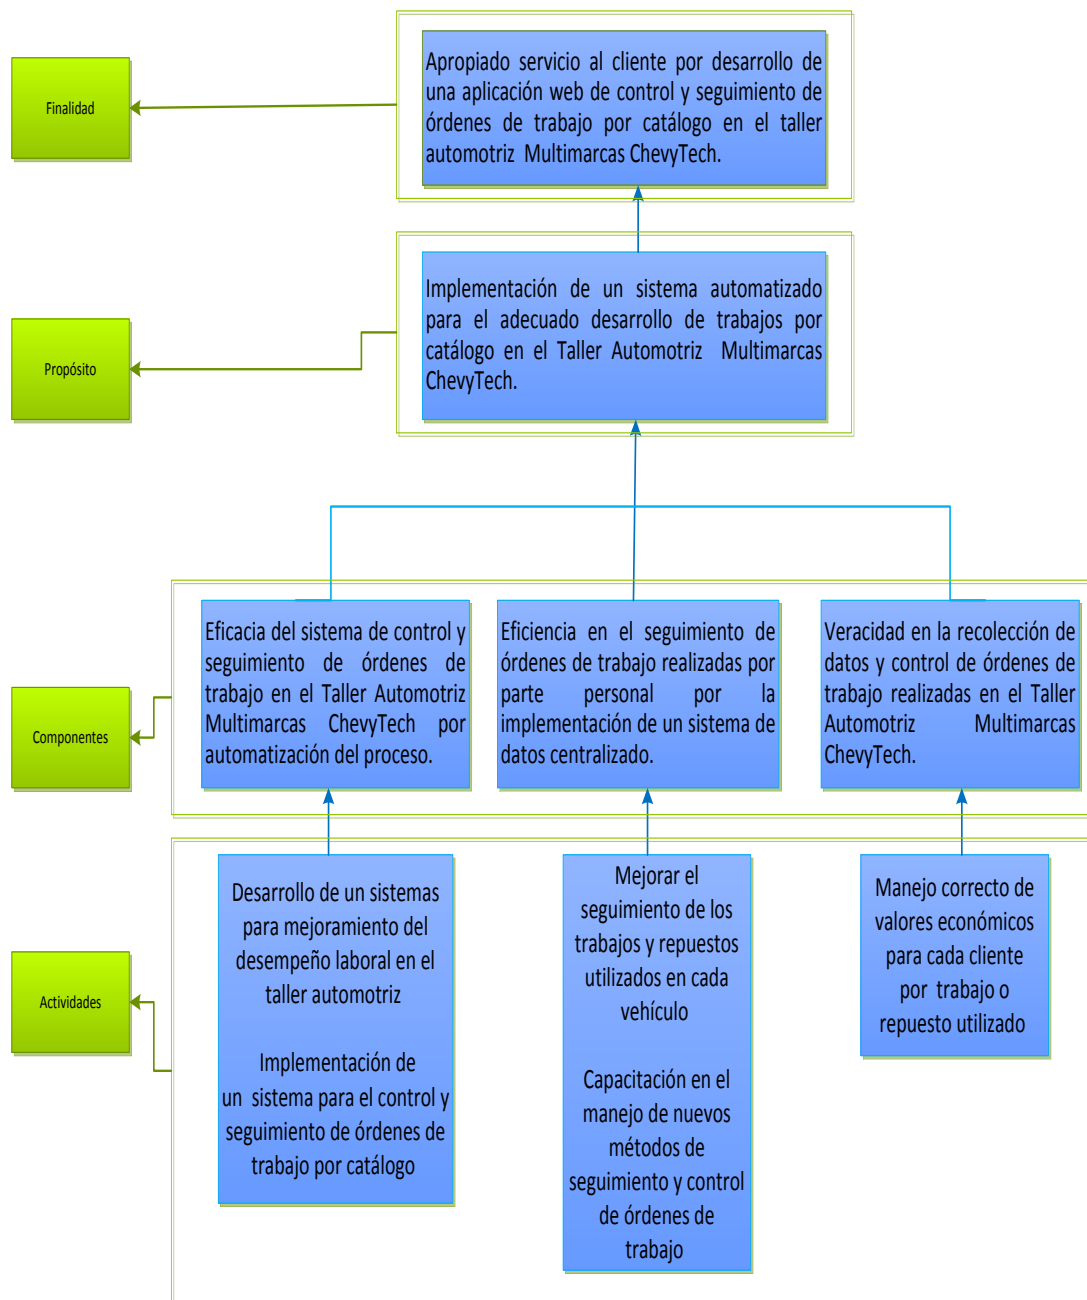 Finalidad
Apropiado servicio al cliente por desarrollo de
una aplicación web de control y seguimiento de
órdenes de trabajo por catálogo en el taller
automotriz Multimarcas ChevyTech.
Propósito
Implementación de un sistema automatizado
para el adecuado desarrollo de trabajos por
catálogo en el Taller Automotriz Multimarcas
ChevyTech.
Componentes
Eficacia del sistema de control y
seguimiento de órdenes de
trabajo en el Taller Automotriz
Multimarcas ChevyTech por
automatización del proceso.
Eficiencia en el seguimiento de
órdenes de trabajo realizadas por
parte personal por la
implementación de un sistema de
datos centralizado.
Veracidad en la recolección de
datos y control de órdenes de
trabajo realizadas en el Taller
Automotriz Multimarcas
ChevyTech.
Actividades
Desarrollo de un sistemas
para mejoramiento del
desempeño laboral en el
taller automotriz
Implementación de
un sistema para el control y
seguimiento de órdenes de
trabajo por catálogo
Mejorar el
seguimiento de los
trabajos y repuestos
utilizados en cada
vehículo
Capacitación en el
manejo de nuevos
métodos de
seguimiento y control
de órdenes de
trabajo
Manejo correcto de
valores económicos
para cada cliente
por trabajo o
repuesto utilizado